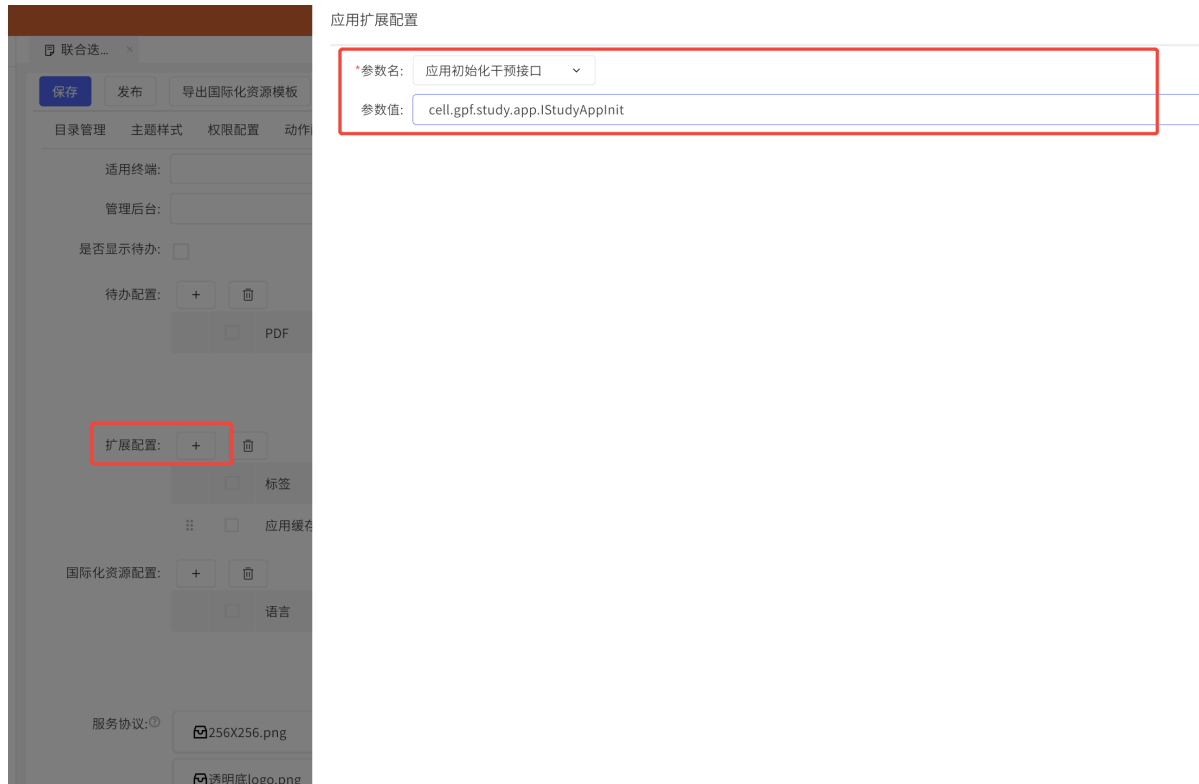 应用扩展配置
联合迭...
*参数名: 应用初始化干预接口
保存 发布 导出国际化资源模板
参数值: cell.gpf.study.app.IStudyAppInit
目录管理 主题样式 权限配置 动作
适用终端:
管理后台:
是否显示待办:
待办配置:
PDF
扩展配置:
标签
应用缓存
国际化资源配置:
语言
服务协议:
256X256.png
透明底logo.png